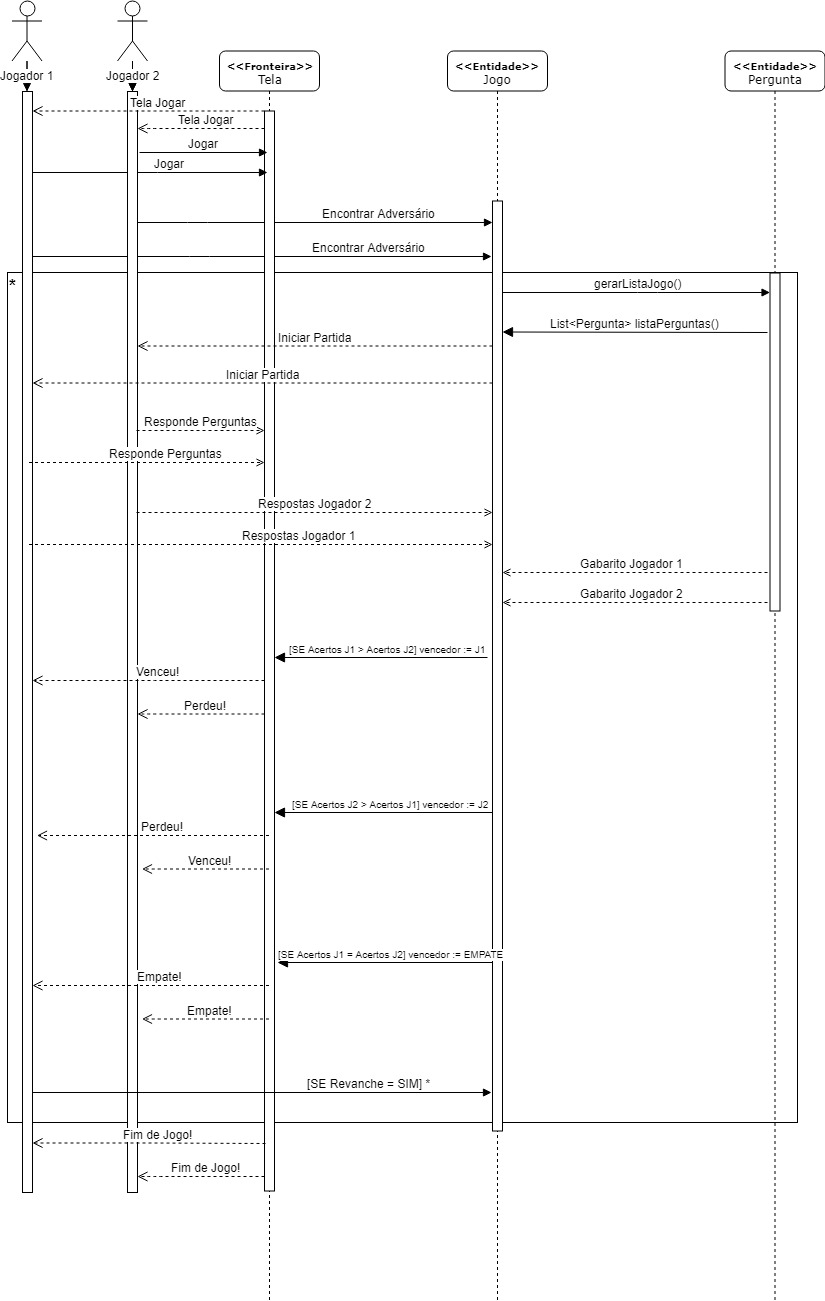 Jogador 1
Jogador 2
<<Fronteira>>
Tela
<<Entidade>>
Jogo
<<Entidade>>
Pergunta
Tela Jogar
Tela Jogar
Jogar
Jogar
Encontrar Adversário
Encontrar Adversário
*
gerarListaJogo()
List<Pergunta> listaPerguntas()
Iniciar Partida
Iniciar Partida
Responde Perguntas
Responde Perguntas
Respostas Jogador 2
Respostas Jogador 1
Gabarito Jogador 1
Gabarito Jogador 2
[SE Acertos J1 > Acertos J2] vencedor := J1
Venceu!
Perdeu!
[SE Acertos J2 > Acertos J1] vencedor := J2
Perdeu!
Venceu!
[SE Acertos J1 = Acertos J2] vencedor := EMPATE
Empate!
Empate!
[SE Revanche = SIM] *
Fim de Jogo!
Fim de Jogo!